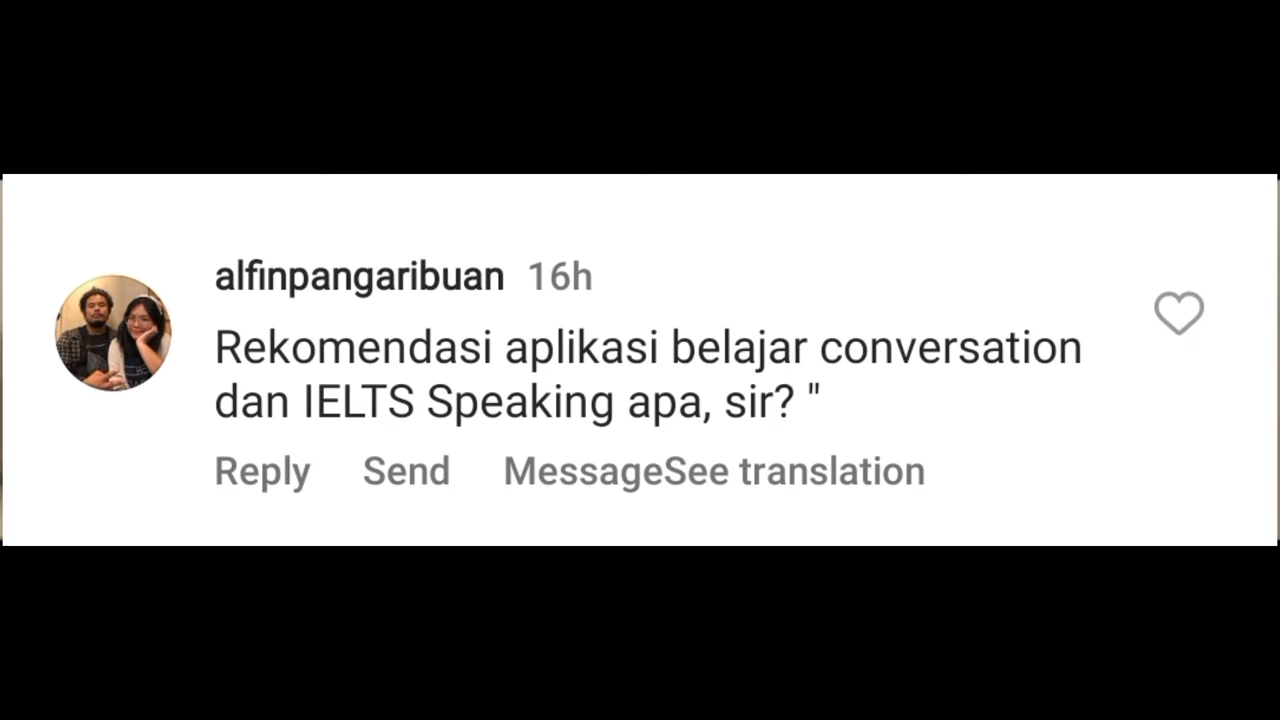 alfinpangaribuan 16h
Rekomendasi aplikasi belajar conversation
dan IELTS Speaking apa, sir? "
Reply Send MessageSee translation